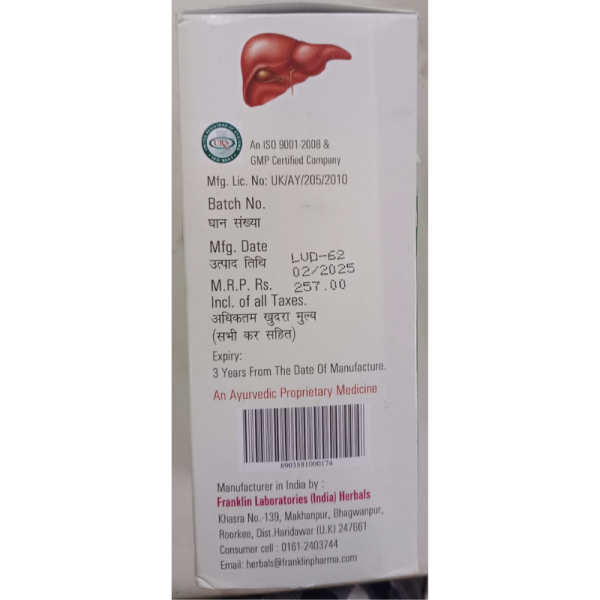 URS
An ISO 9001-2008 &
GMP Certified Company
Mfg. Lic. No: UK/AY/205/2010
Batch No.
घान संख्या
Mfg. Date
उत्पाद तिथि
LUD-62
02/2025
M.R.P. Rs. 257.00
Incl. of all Taxes.
अधिकतम खुदरा मुल्य
(सभी कर सहित)
Expiry:
3 Years From The Date Of Manufacture.
An Ayurvedic Proprietary Medicine
8903581000174
Manufacturer in India by :
Franklin Laboratories (India) Herbals
Khasra No.-139, Makhanpur, Bhagwanpur,
Roorkee, Dist.Haridawar (U.K) 247661
Consumer cell : 0161-2403744
Email: herbals@franklinpharma.com